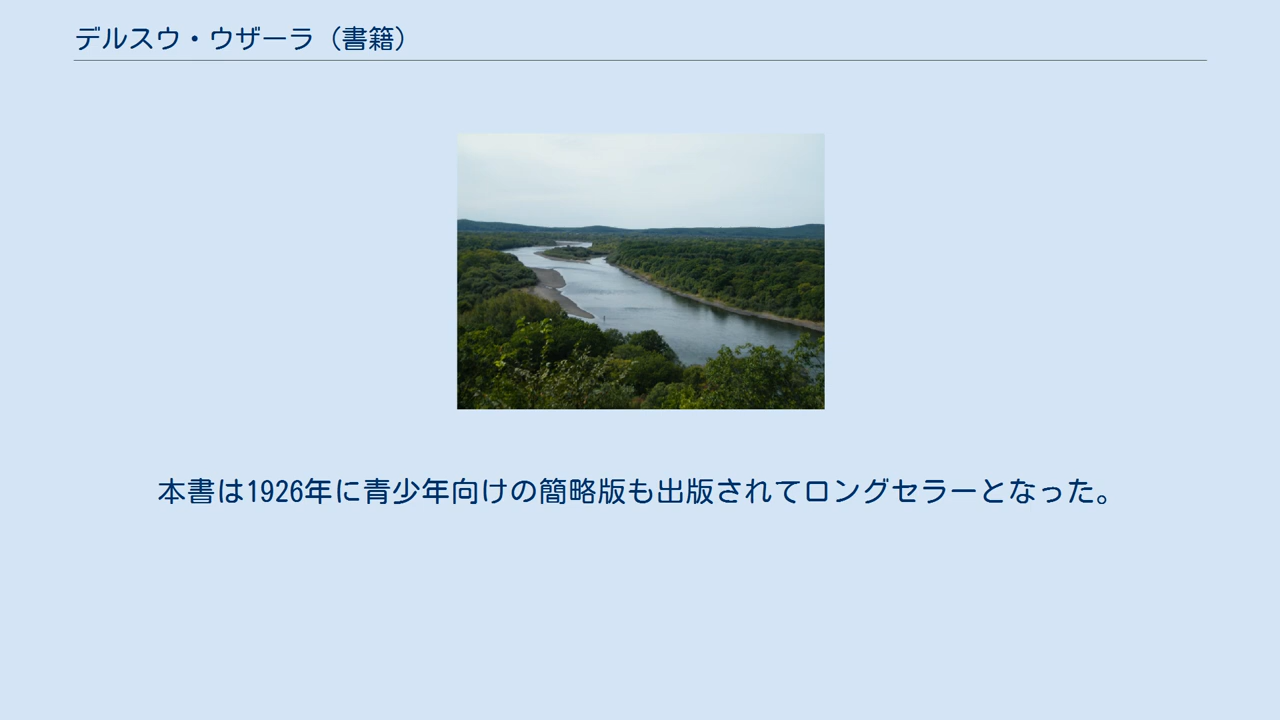 デルスウ・ウザーラ（書籍）
本書は1926年に青少年向けの簡略版も出版されてロングセラーとなった。